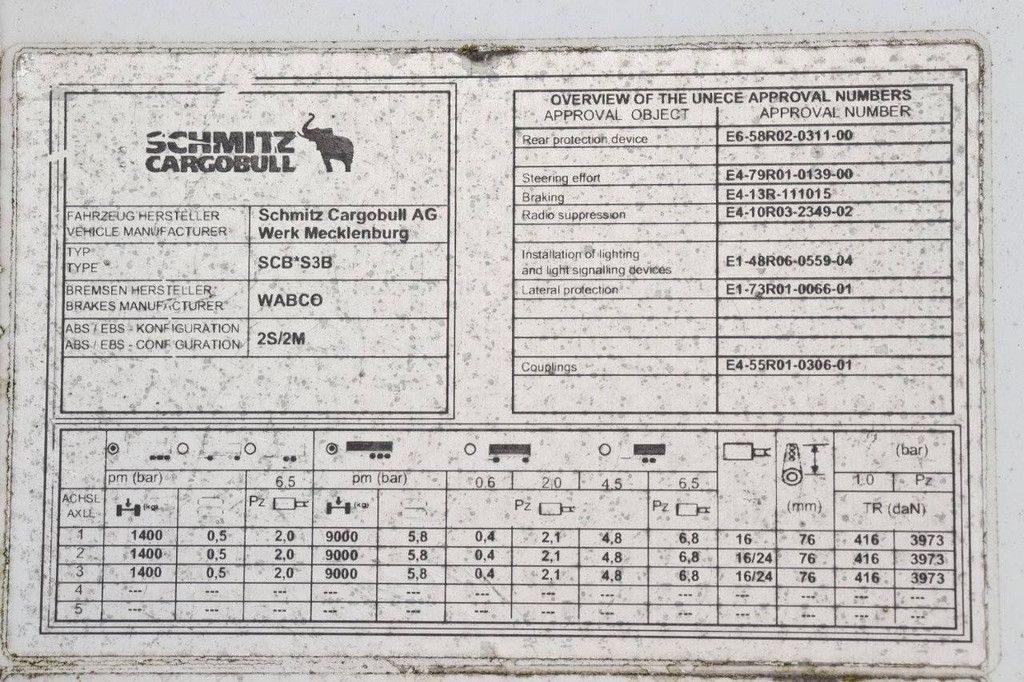 SCHMITZ
CARGOBULL
FAHRZEUG HERSTELLER
VEHICLE MANUFACTURER
Schmitz Cargobull AG
Werk Mecklenburg
TYP
TYPE
SCB*S3B
BREMSEN HERSTELLER
BRAKES MANUFACTURER
WABCO
ABS / EBS - KONFIGURATION
ABS / EBS - CONFIGURATION
2S/2M
OVERVIEW OF THE UNECE APPROVAL NUMBERS
APPROVAL OBJECT APPROVAL NUMBER
Rear protection device E6-58R02-0311-00
Steering effort E4-79R01-0139-00
Braking E4-13R-111015
Radio suppression E4-10R03-2349-02
Installation of lighting
and light signalling devices
E1-48R06-0559-04
Lateral protection E1-73R01-0066-01
Couplings E4-55R01-0306-01
(bar)
pm (bar) 6,5 pm (bar) 0,6 2,0 4,5 6,5 1,0 Pz
ACHSE
AXLE
(kg) Pz (kg) Pz Pz (mm) TR (daN)
1 1400 0,5 2,0 9000 5,8 0,4 2,1 4,8 6,8 16 76 416 3973
2 1400 0,5 2,0 9000 5,8 0,4 2,1 4,8 6,8 16/24 76 416 3973
3 1400 0,5 2,0 9000 5,8 0,4 2,1 4,8 6,8 16/24 76 416 3973
4 --- --- --- --- --- --- --- --- --- --- --- --- ---
5 --- --- --- --- --- --- --- --- --- --- --- --- ---